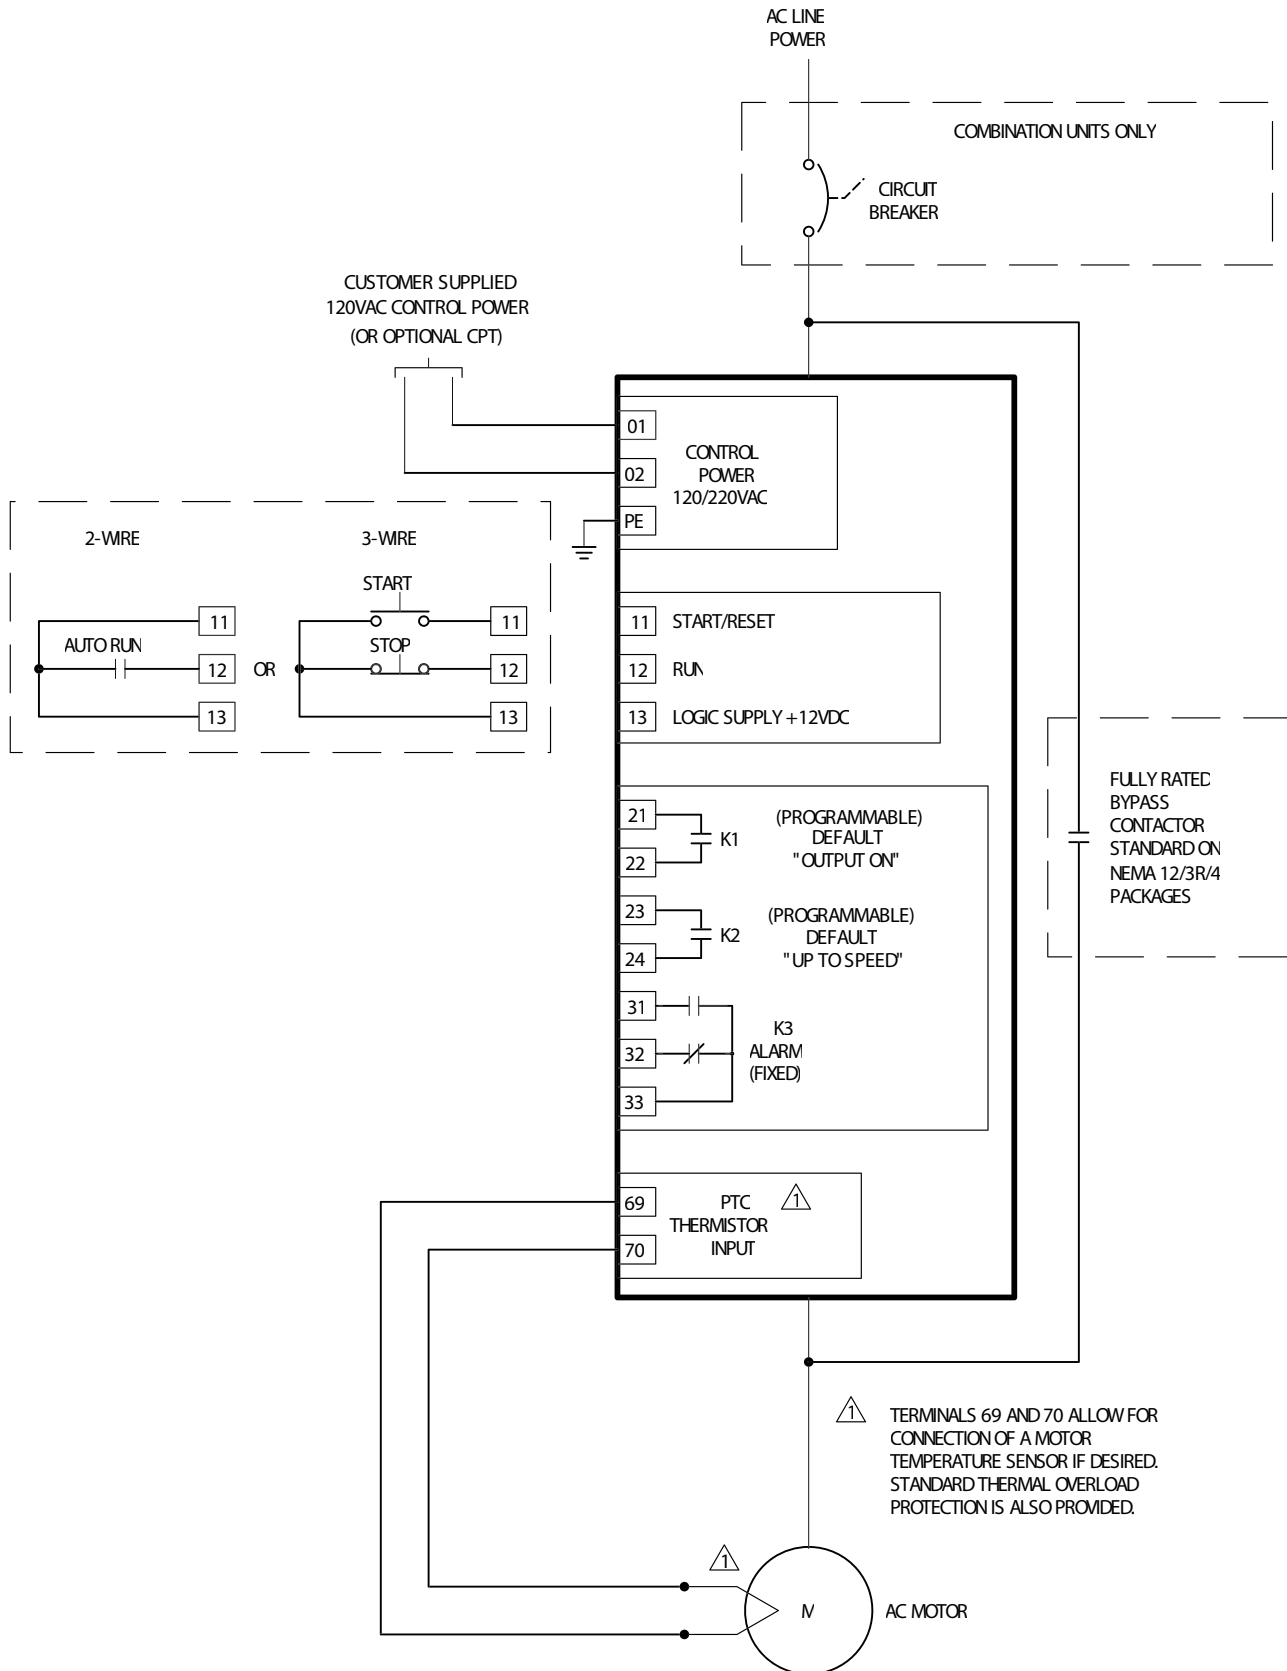 AC LINE
POWER
COMBINATION UNITS ONLY
CIRCUIT
BREAKER
CUSTOMER SUPPLIED
120VAC CONTROL POWER
(OR OPTIONAL CPT)
01
02
PE
CONTROL
POWER
120/220VAC
2-WIRE
3-WIRE
START
11
AUTO RUN
12
13
OR
11
STOP
12
13
11 START/RESET
12 RUN
13 LOGIC SUPPLY +12VDC
21
22
K1
(PROGRAMMABLE)
DEFAULT
"OUTPUT ON"
23
24
K2
(PROGRAMMABLE)
DEFAULT
"UP TO SPEED"
31
32
33
K3
ALARM
(FIXED)
FULLY RATED
BYPASS
CONTACTOR
STANDARD ON
NEMA 12/3R/4
PACKAGES
69
70
PTC
THERMISTOR
INPUT
1
1
TERMINALS 69 AND 70 ALLOW FOR
CONNECTION OF A MOTOR
TEMPERATURE SENSOR IF DESIRED.
STANDARD THERMAL OVERLOAD
PROTECTION IS ALSO PROVIDED.
1
M
AC MOTOR